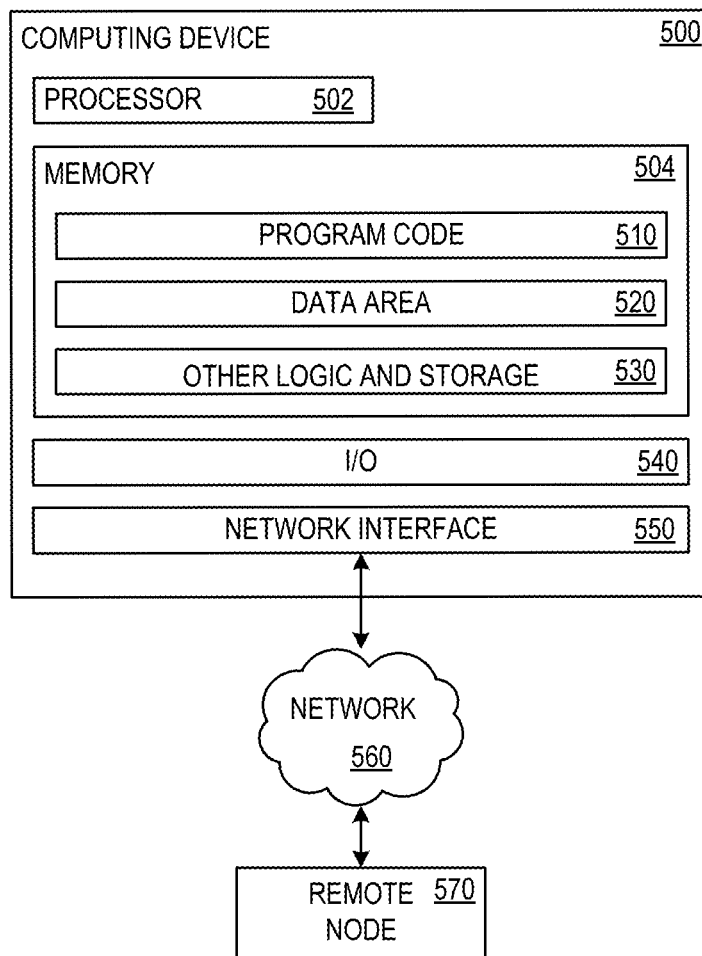 COMPUTING DEVICE 500
PROCESSOR 502
MEMORY 504
PROGRAM CODE 510
DATA AREA 520
OTHER LOGIC AND STORAGE 530
I/O 540
NETWORK INTERFACE 550
NETWORK
560
REMOTE 570
NODE